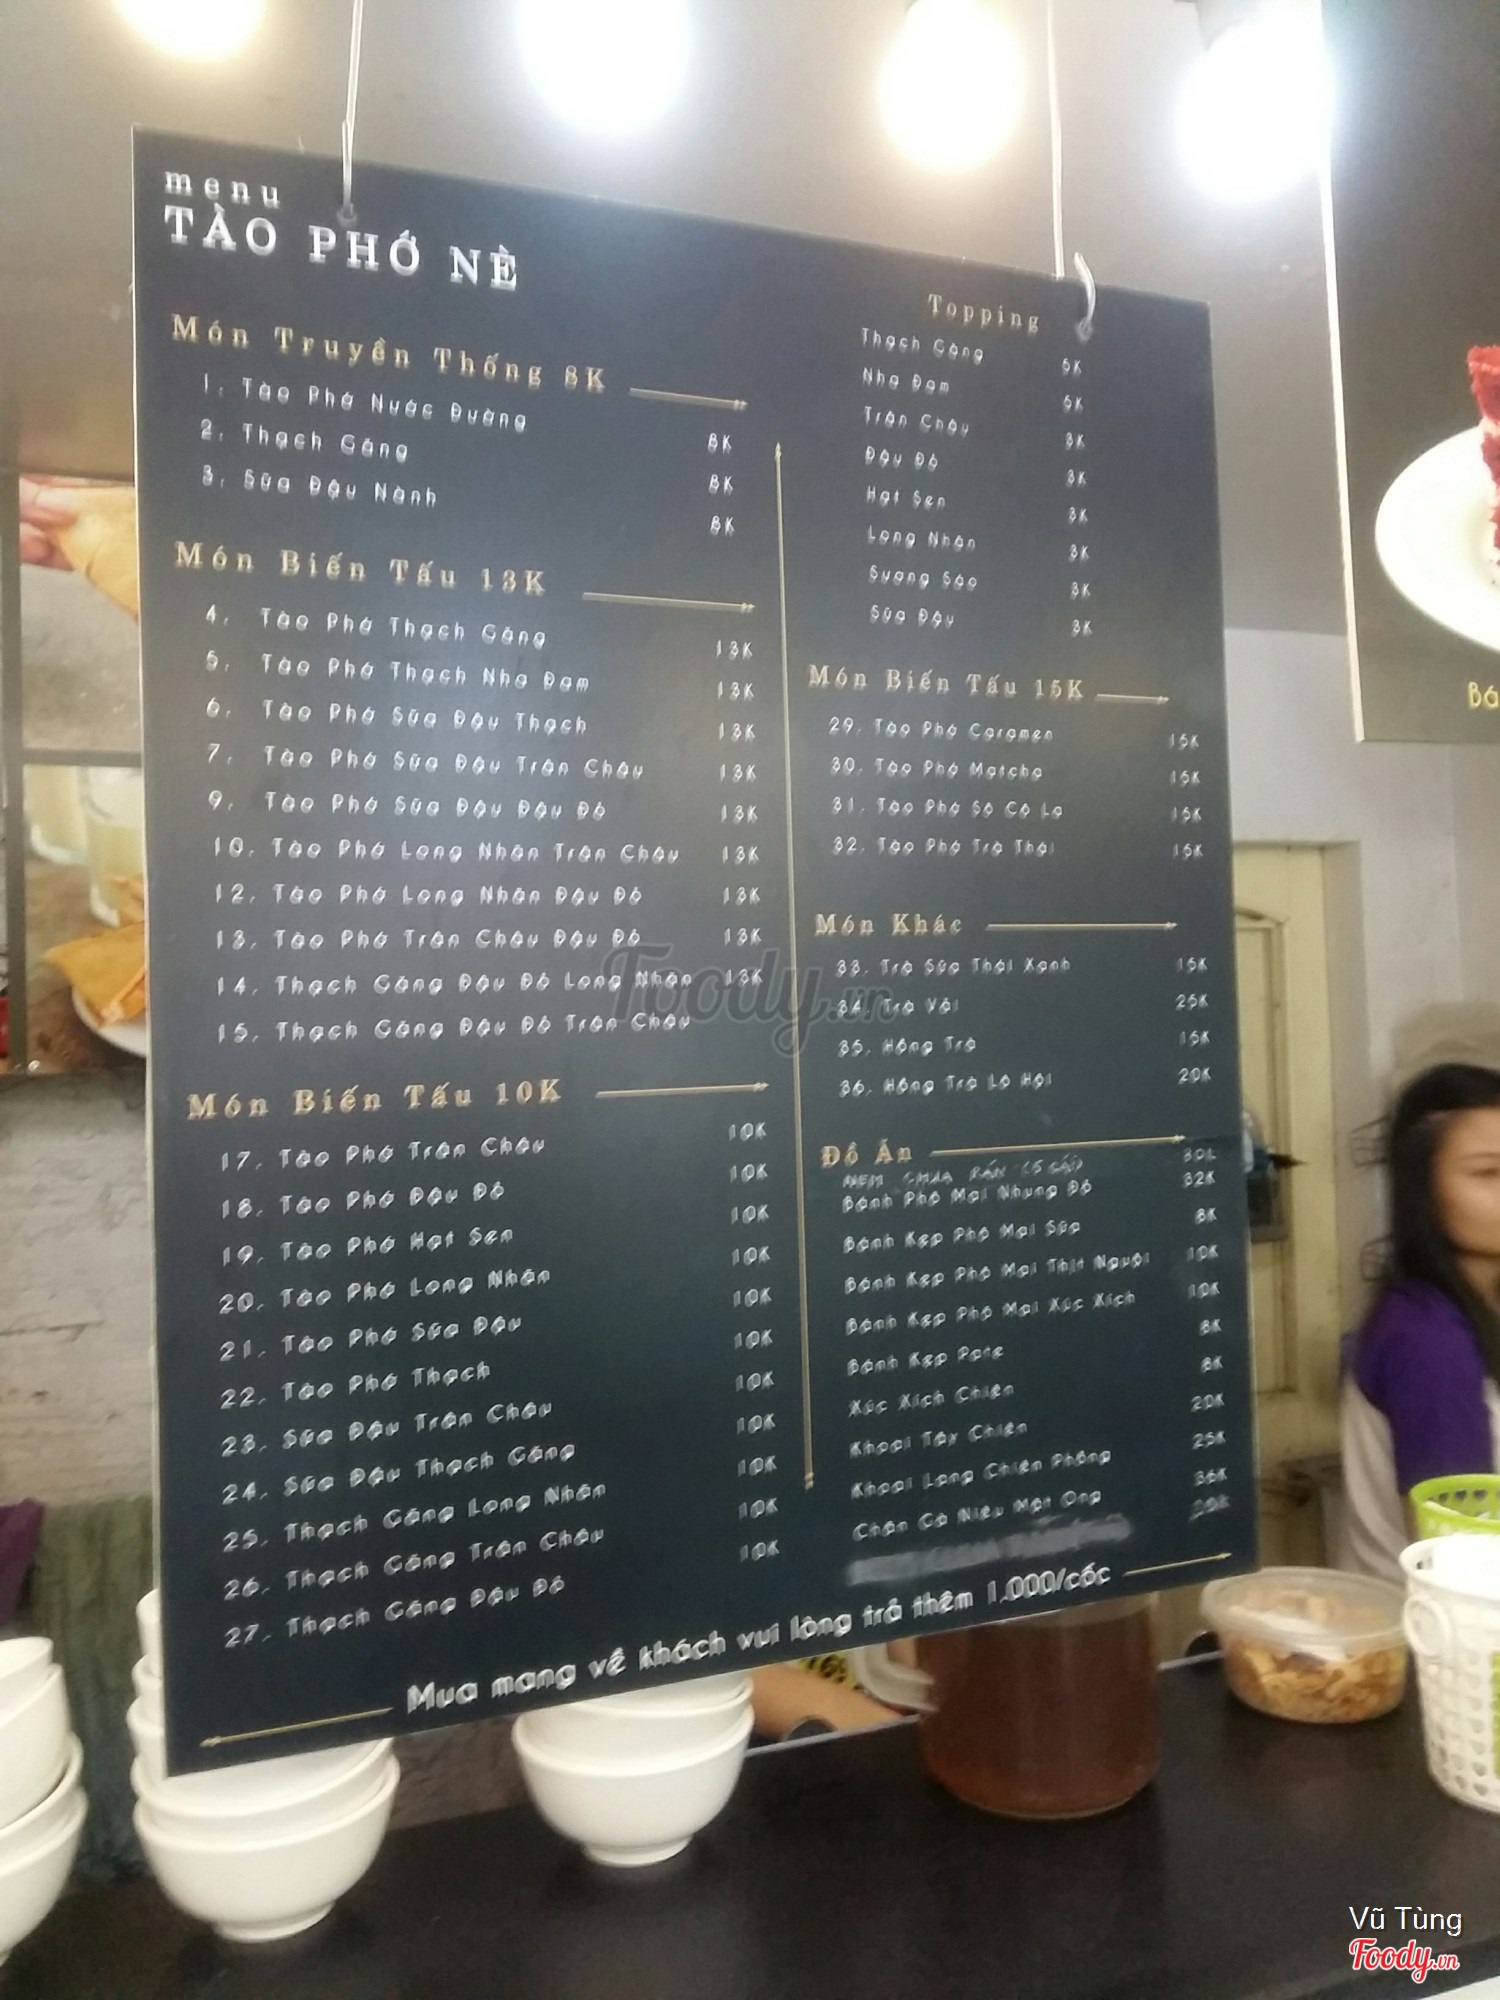 menu
TÀO PHỚ NÈ
Món Truyền Thống 8K
1. Tào Phớ Nước Đường 8K
2. Thạch Găng 8K
3. Sữa Đậu Nành 8K
Món Biến Tấu 13K
4. Tào Phớ Thạch Găng 13K
5. Tào Phớ Thạch Nha Đam 13K
6. Tào Phớ Sữa Đậu Thạch 13K
7. Tào Phớ Sữa Đậu Trân Châu 13K
9. Tào Phớ Sữa Đậu Đậu Đỏ 13K
10. Tào Phớ Long Nhãn Trân Châu 13K
12. Tào Phớ Long Nhãn Đậu Đỏ 13K
13. Tào Phớ Trân Châu Đậu Đỏ 13K
14. Thạch Găng Đậu Đỏ Long Nhãn 13K
15. Thạch Găng Đậu Đỏ Trân Châu
Món Biến Tấu 10K
17. Tào Phớ Trân Châu 10K
18. Tào Phớ Đậu Đỏ 10K
19. Tào Phớ Hạt Sen 10K
20. Tào Phớ Long Nhãn 10K
21. Tào Phớ Sữa Đậu 10K
22. Tào Phớ Thạch 10K
23. Sữa Đậu Trân Châu 10K
24. Sữa Đậu Thạch Găng 10K
25. Thạch Găng Long Nhãn 10K
26. Thạch Găng Trân Châu 10K
27. Thạch Găng Đậu Đỏ 10K
Topping
Thạch Găng 5K
Nha Đam 5K
Trân Châu 3K
Đậu Đỏ 3K
Hạt Sen 3K
Long Nhãn 3K
Sương Sáo 3K
Sữa Đậu 3K
Món Biến Tấu 15K
29. Tào Phớ Caramen 15K
30. Tào Phớ Matcha 15K
31. Tào Phớ Sô Cô La 15K
32. Tào Phớ Trà Thái 15K
Món Khác
33. Trà Sữa Thái Xanh 15K
34. Trà Vải 25K
35. Hồng Trà 15K
36. Hồng Trà Lô Hội 20K
Đồ Ăn
NEM CHUA RÁN (5 CÁI) 30K
Bánh Phô Mai Nhung Đỏ 32K
Bánh Kẹp Phô Mai Sữa 8K
Bánh Kẹp Phô Mai Thịt Nguội 10K
Bánh Kẹp Phô Mai Xúc Xích 10K
Bánh Kẹp Pate 8K
Xúc Xích Chiên 8K
Khoai Tây Chiên 20K
Khoai Lang Chiên Phồng 25K
Chân Gà Niêu Mật Ong 36K
Mua mang về khách vui lòng trả thêm 1.000/cốc
Bá
Foody.vn
Vũ Tùng
Foody.vn